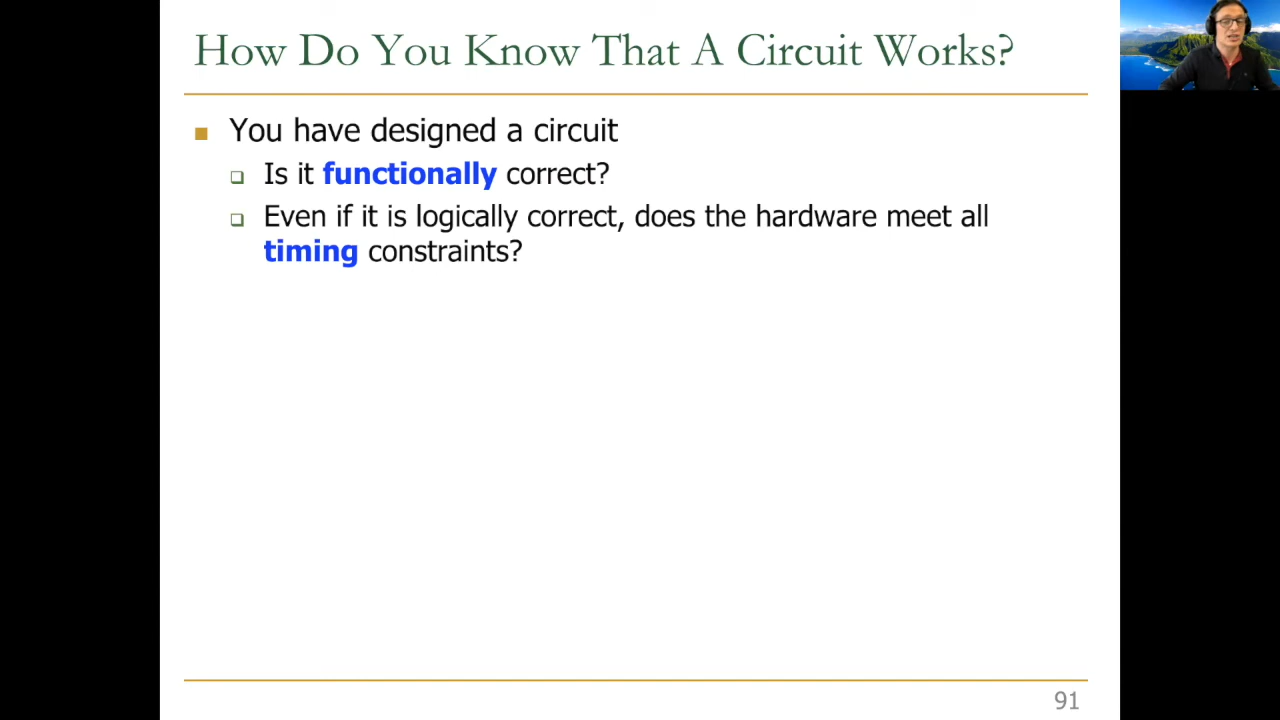 How Do You Know That A Circuit Works?
You have designed a circuit
Is it functionally correct?
Even if it is logically correct, does the hardware meet all
timing constraints?
91